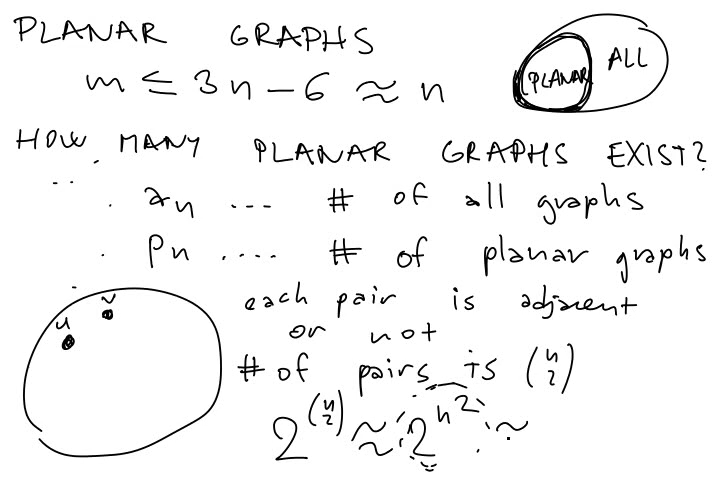 PLANAR GRAPHS
m ≤ 3n - 6 ≈ n
PLANAR ALL
HOW MANY PLANAR GRAPHS EXIST?
an ... # of all graphs
Pn .... # of planar graphs
u v
each pair is adjacent
or not
# of pairs is (n 2)
2^(n 2) ≈ 2^n^2 ~